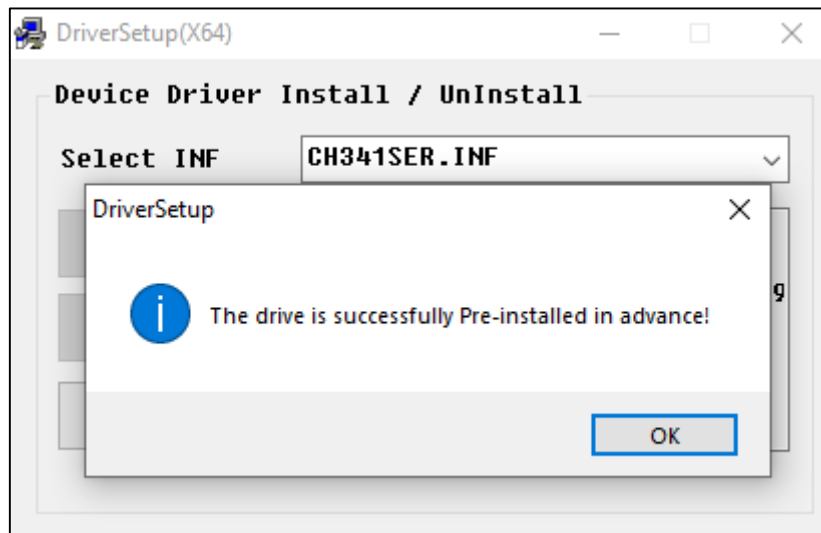 DriverSetup(X64)
Device Driver Install / UnInstall
Select INF
CH341SER.INF
DriverSetup
The drive is successfully Pre-installed in advance!
g
OK